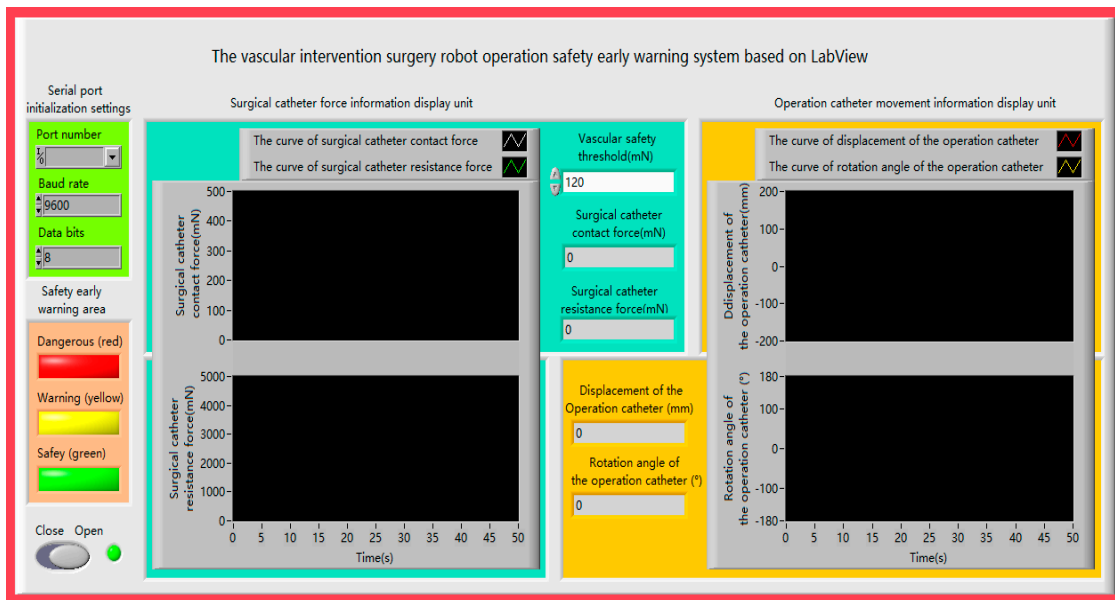 The vascular intervention surgery robot operation safety early warning system based on LabView
Serial port
initialization settings
Port number
Baud rate
9600
Data bits
8
Safety early
warning area
Dangerous (red)
Warning (yellow)
Safey (green)
Close Open
Surgical catheter force information display unit
The curve of surgical catheter contact force
The curve of surgical catheter resistance force
Surgical catheter
contact force(mN)
500
400
300
200
100
0
Surgical catheter
resistance force(mN)
5000
4000
3000
2000
1000
0
0 5 10 15 20 25 30 35 40 45 50
Time(s)
Vascular safety
threshold(mN)
120
Surgical catheter
contact force(mN)
0
Surgical catheter
resistance force(mN)
0
Displacement of the
Operation catheter (mm)
0
Rotation angle of
the operation catheter (°)
0
Operation catheter movement information display unit
The curve of displacement of the operation catheter
The curve of rotation angle of the operation catheter
Ddisplacement of
the operation catheter(mm)
200
100
0
-100
-200
Rotation angle of
the operation catheter (°)
180
100
0
-100
-180
0 5 10 15 20 25 30 35 40 45 50
Time(s)